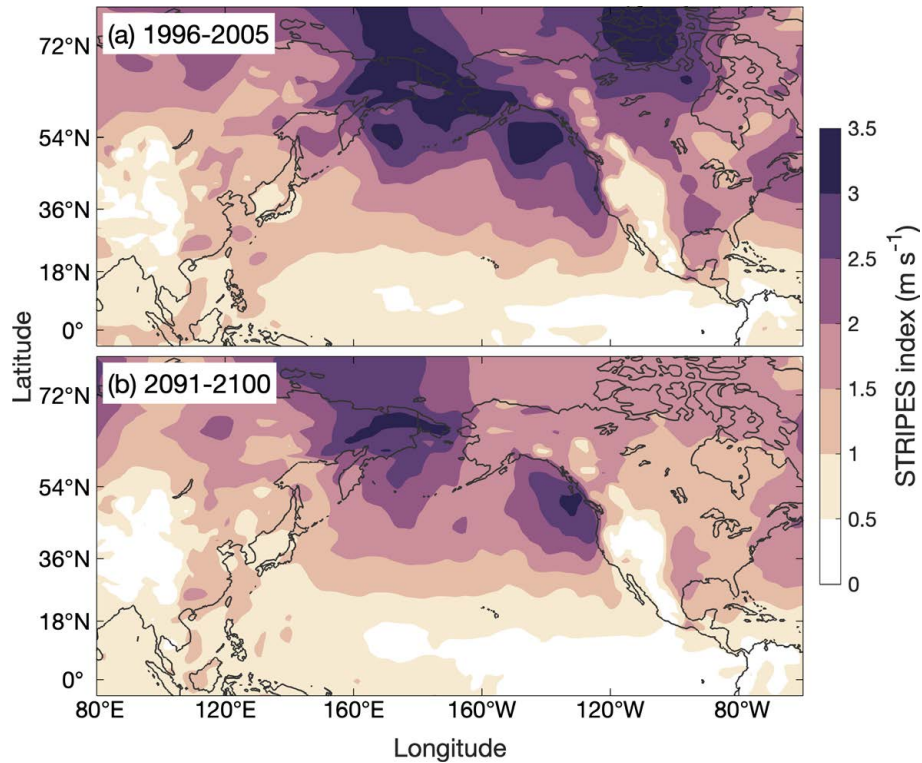 (a) 1996-2005
72°N
54°N
36°N
18°N
0°
(b) 2091-2100
72°N
54°N
36°N
18°N
0°
80°E
120°E
160°E
160°W
120°W
80°W
Latitude
Longitude
3.5
3
2.5
2
1.5
1
0.5
0
STRIPES index (m s⁻¹)